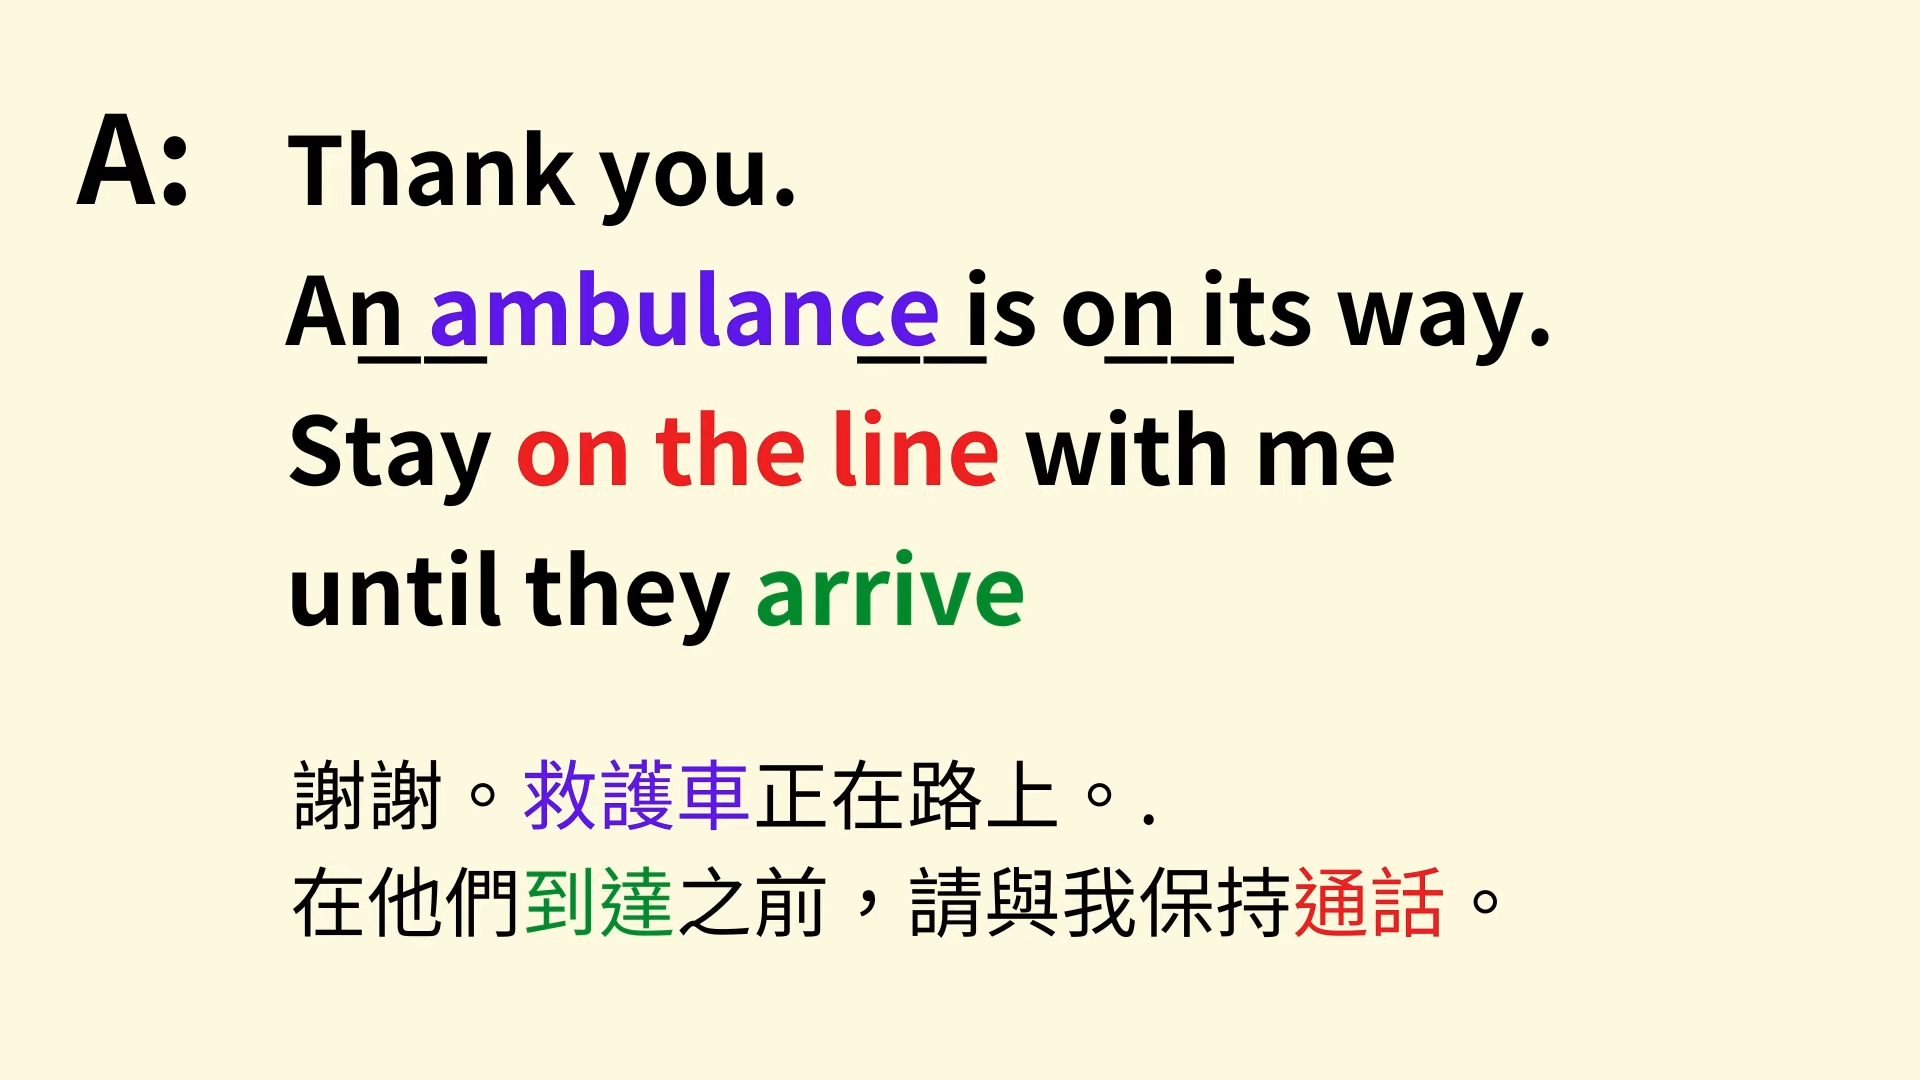 A: Thank you.
An ambulance is on its way.
Stay on the line with me
until they arrive
謝謝。救護車正在路上。.
在他們到達之前，請與我保持通話。